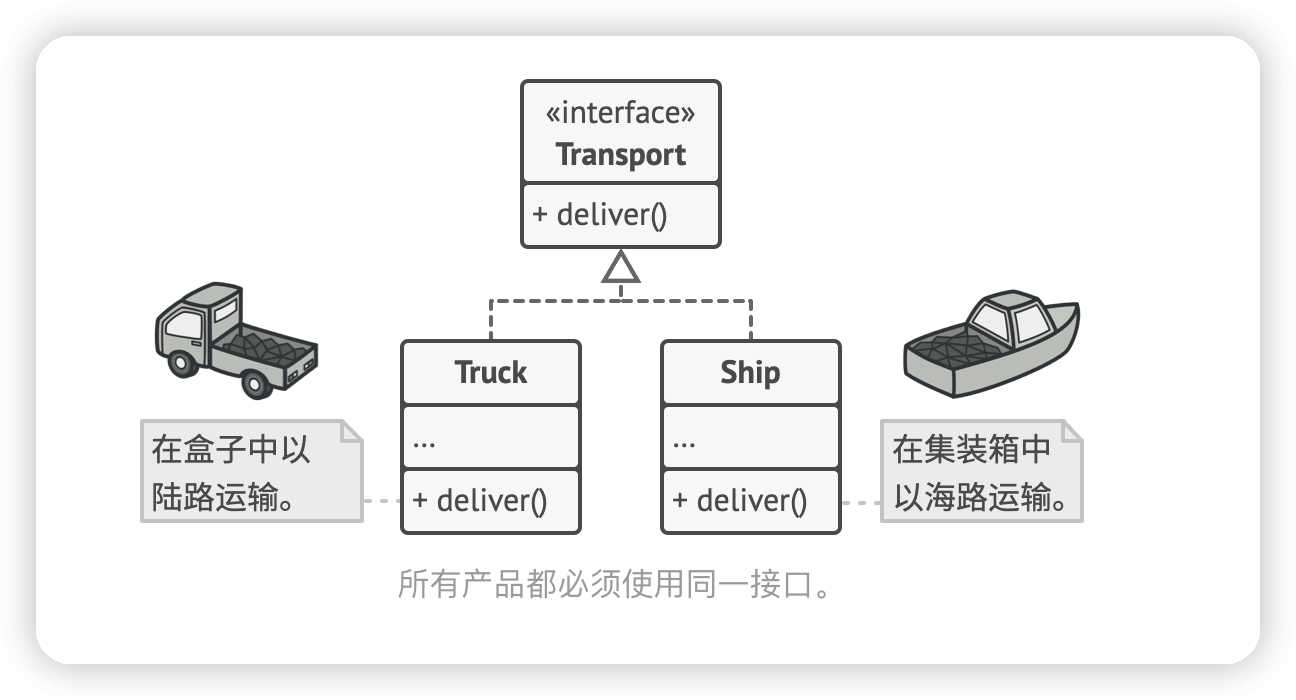 «interface»
Transport
+ deliver()
Truck
...
+ deliver()
Ship
...
+ deliver()
在盒子中以
陆路运输。
在集装箱中
以海路运输。
所有产品都必须使用同一接口。